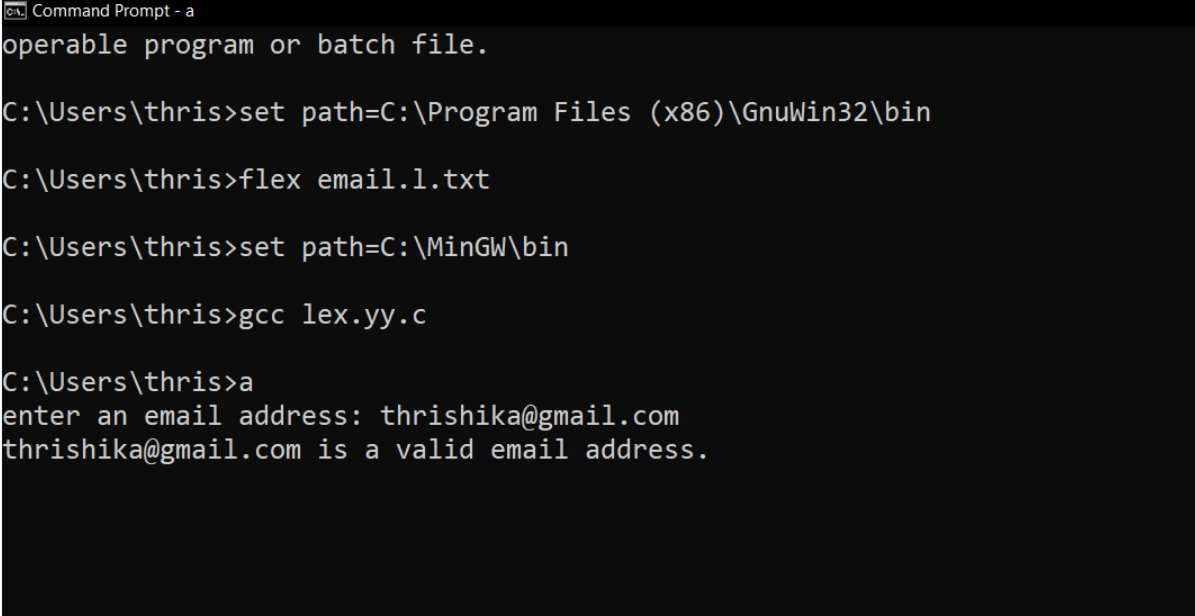 Command Prompt - a
operable program or batch file.
C:\Users\thris>set path=C:\Program Files (x86)\GnuWin32\bin
C:\Users\thris>flex email.l.txt
C:\Users\thris>set path=C:\MinGW\bin
C:\Users\thris>gcc lex.yy.c
C:\Users\thris>a
enter an email address: thrishika@gmail.com
thrishika@gmail.com is a valid email address.